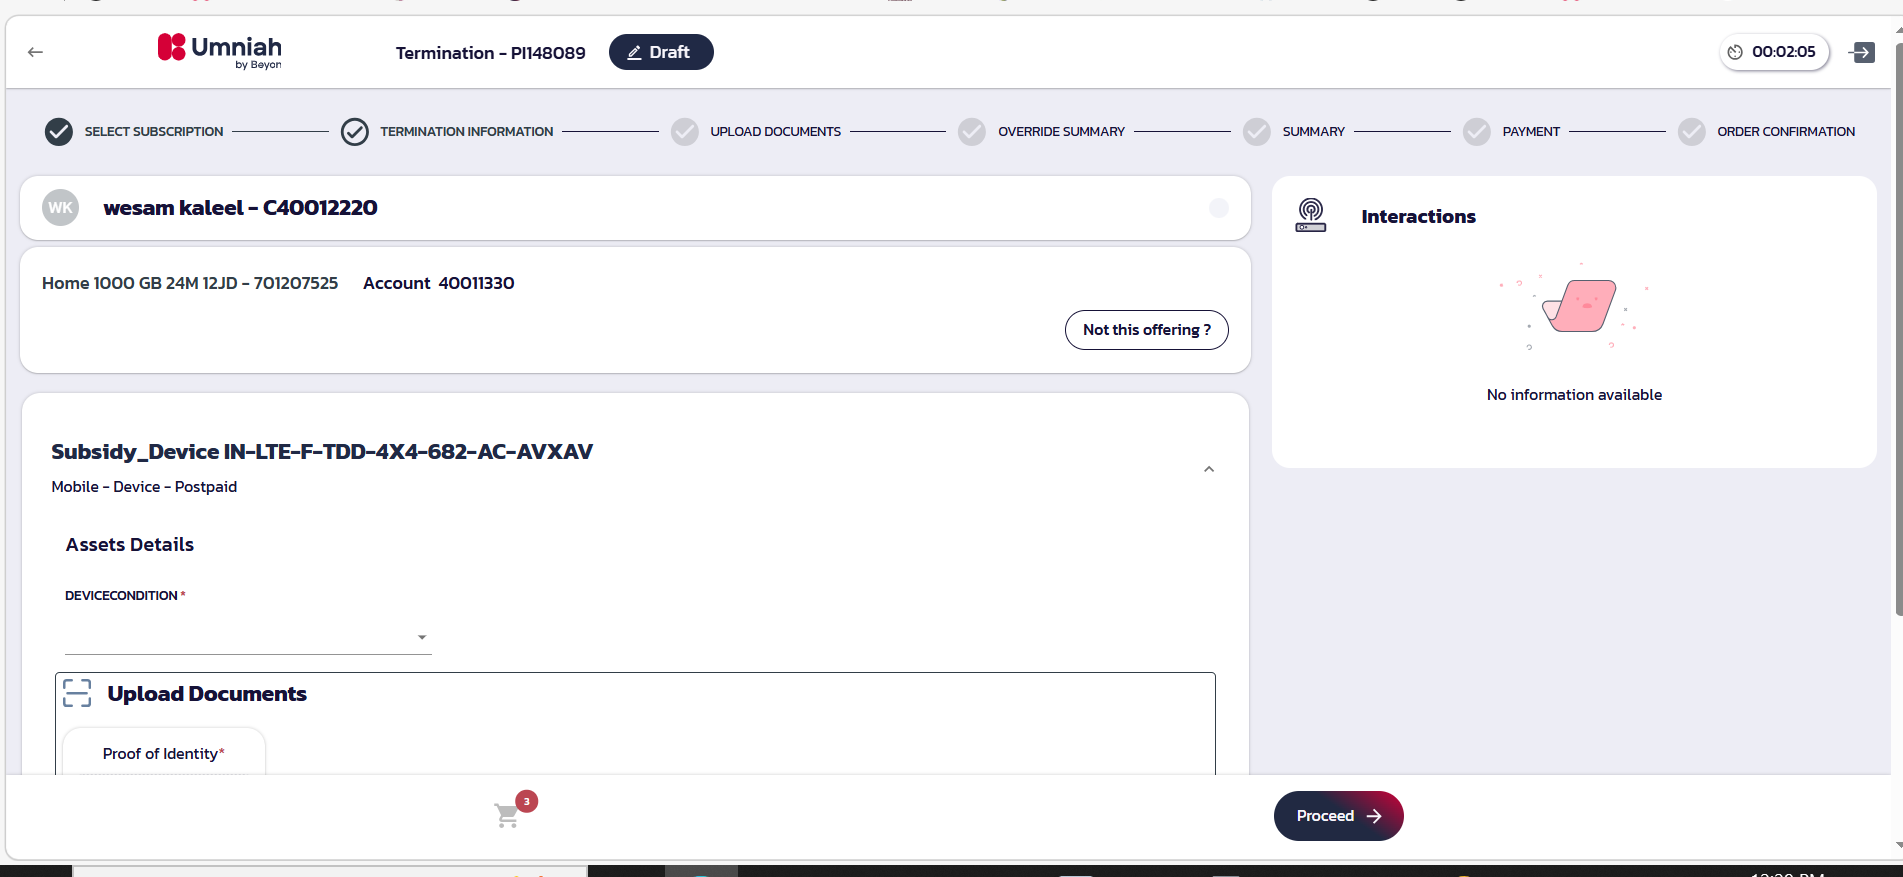 Umniah
by Beyon
Termination - PI148089
Draft
00:02:05
SELECT SUBSCRIPTION
TERMINATION INFORMATION
UPLOAD DOCUMENTS
OVERRIDE SUMMARY
SUMMARY
PAYMENT
ORDER CONFIRMATION
WK
wesam kaleel - C40012220
Home 1000 GB 24M 12JD - 701207525
Account 40011330
Not this offering ?
Subsidy_Device IN-LTE-F-TDD-4X4-682-AC-AVXAV
Mobile - Device - Postpaid
Assets Details
DEVICECONDITION *
Upload Documents
Proof of Identity*
Interactions
No information available
3
Proceed